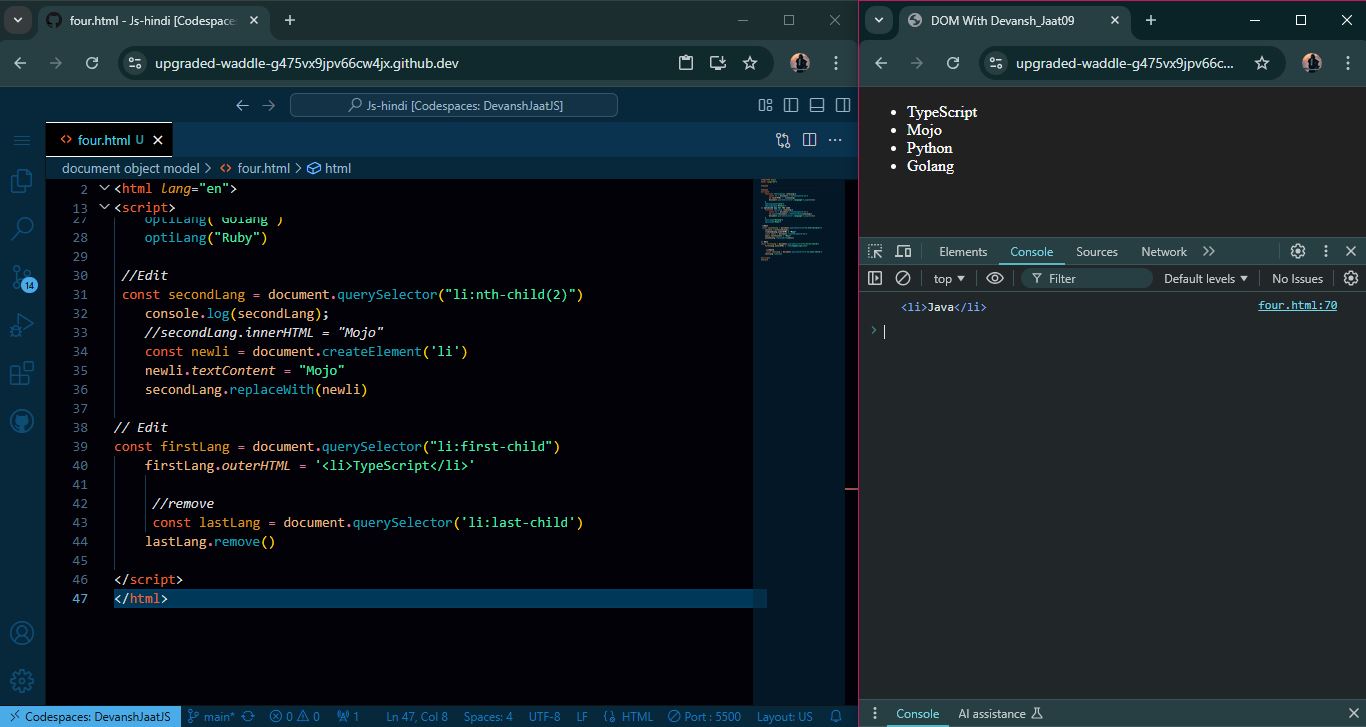 four.html - Js-hindi [Codespaces
upgraded-waddle-g475vx9jpv66cw4jx.github.dev
Js-hindi [Codespaces: DevanshJaatJS]
four.html U
document object model > four.html > html
2 <html lang="en">
13 <script>
27 optiLang("Golang")
28 optiLang("Ruby")
29
30 //Edit
31 const secondLang = document.querySelector("li:nth-child(2)")
32 console.log(secondLang);
33 //secondLang.innerHTML = "Mojo"
34 const newli = document.createElement('li')
35 newli.textContent = "Mojo"
36 secondLang.replaceWith(newli)
37
38 // Edit
39 const firstLang = document.querySelector("li:first-child")
40 firstLang.outerHTML = '<li>TypeScript</li>'
41
42 //remove
43 const lastLang = document.querySelector('li:last-child')
44 lastLang.remove()
45
46 </script>
47 </html>
14
Codespaces: DevanshJaatJS main* 0 0 1 Ln 47, Col 8 Spaces: 4 UTF-8 LF HTML Port : 5500 Layout: US
DOM With Devansh_Jaat09
upgraded-waddle-g475vx9jpv66c...
TypeScript
Mojo
Python
Golang
Elements Console Sources Network
top Filter Default levels No Issues
<li>Java</li> four.html:70
Console AI assistance